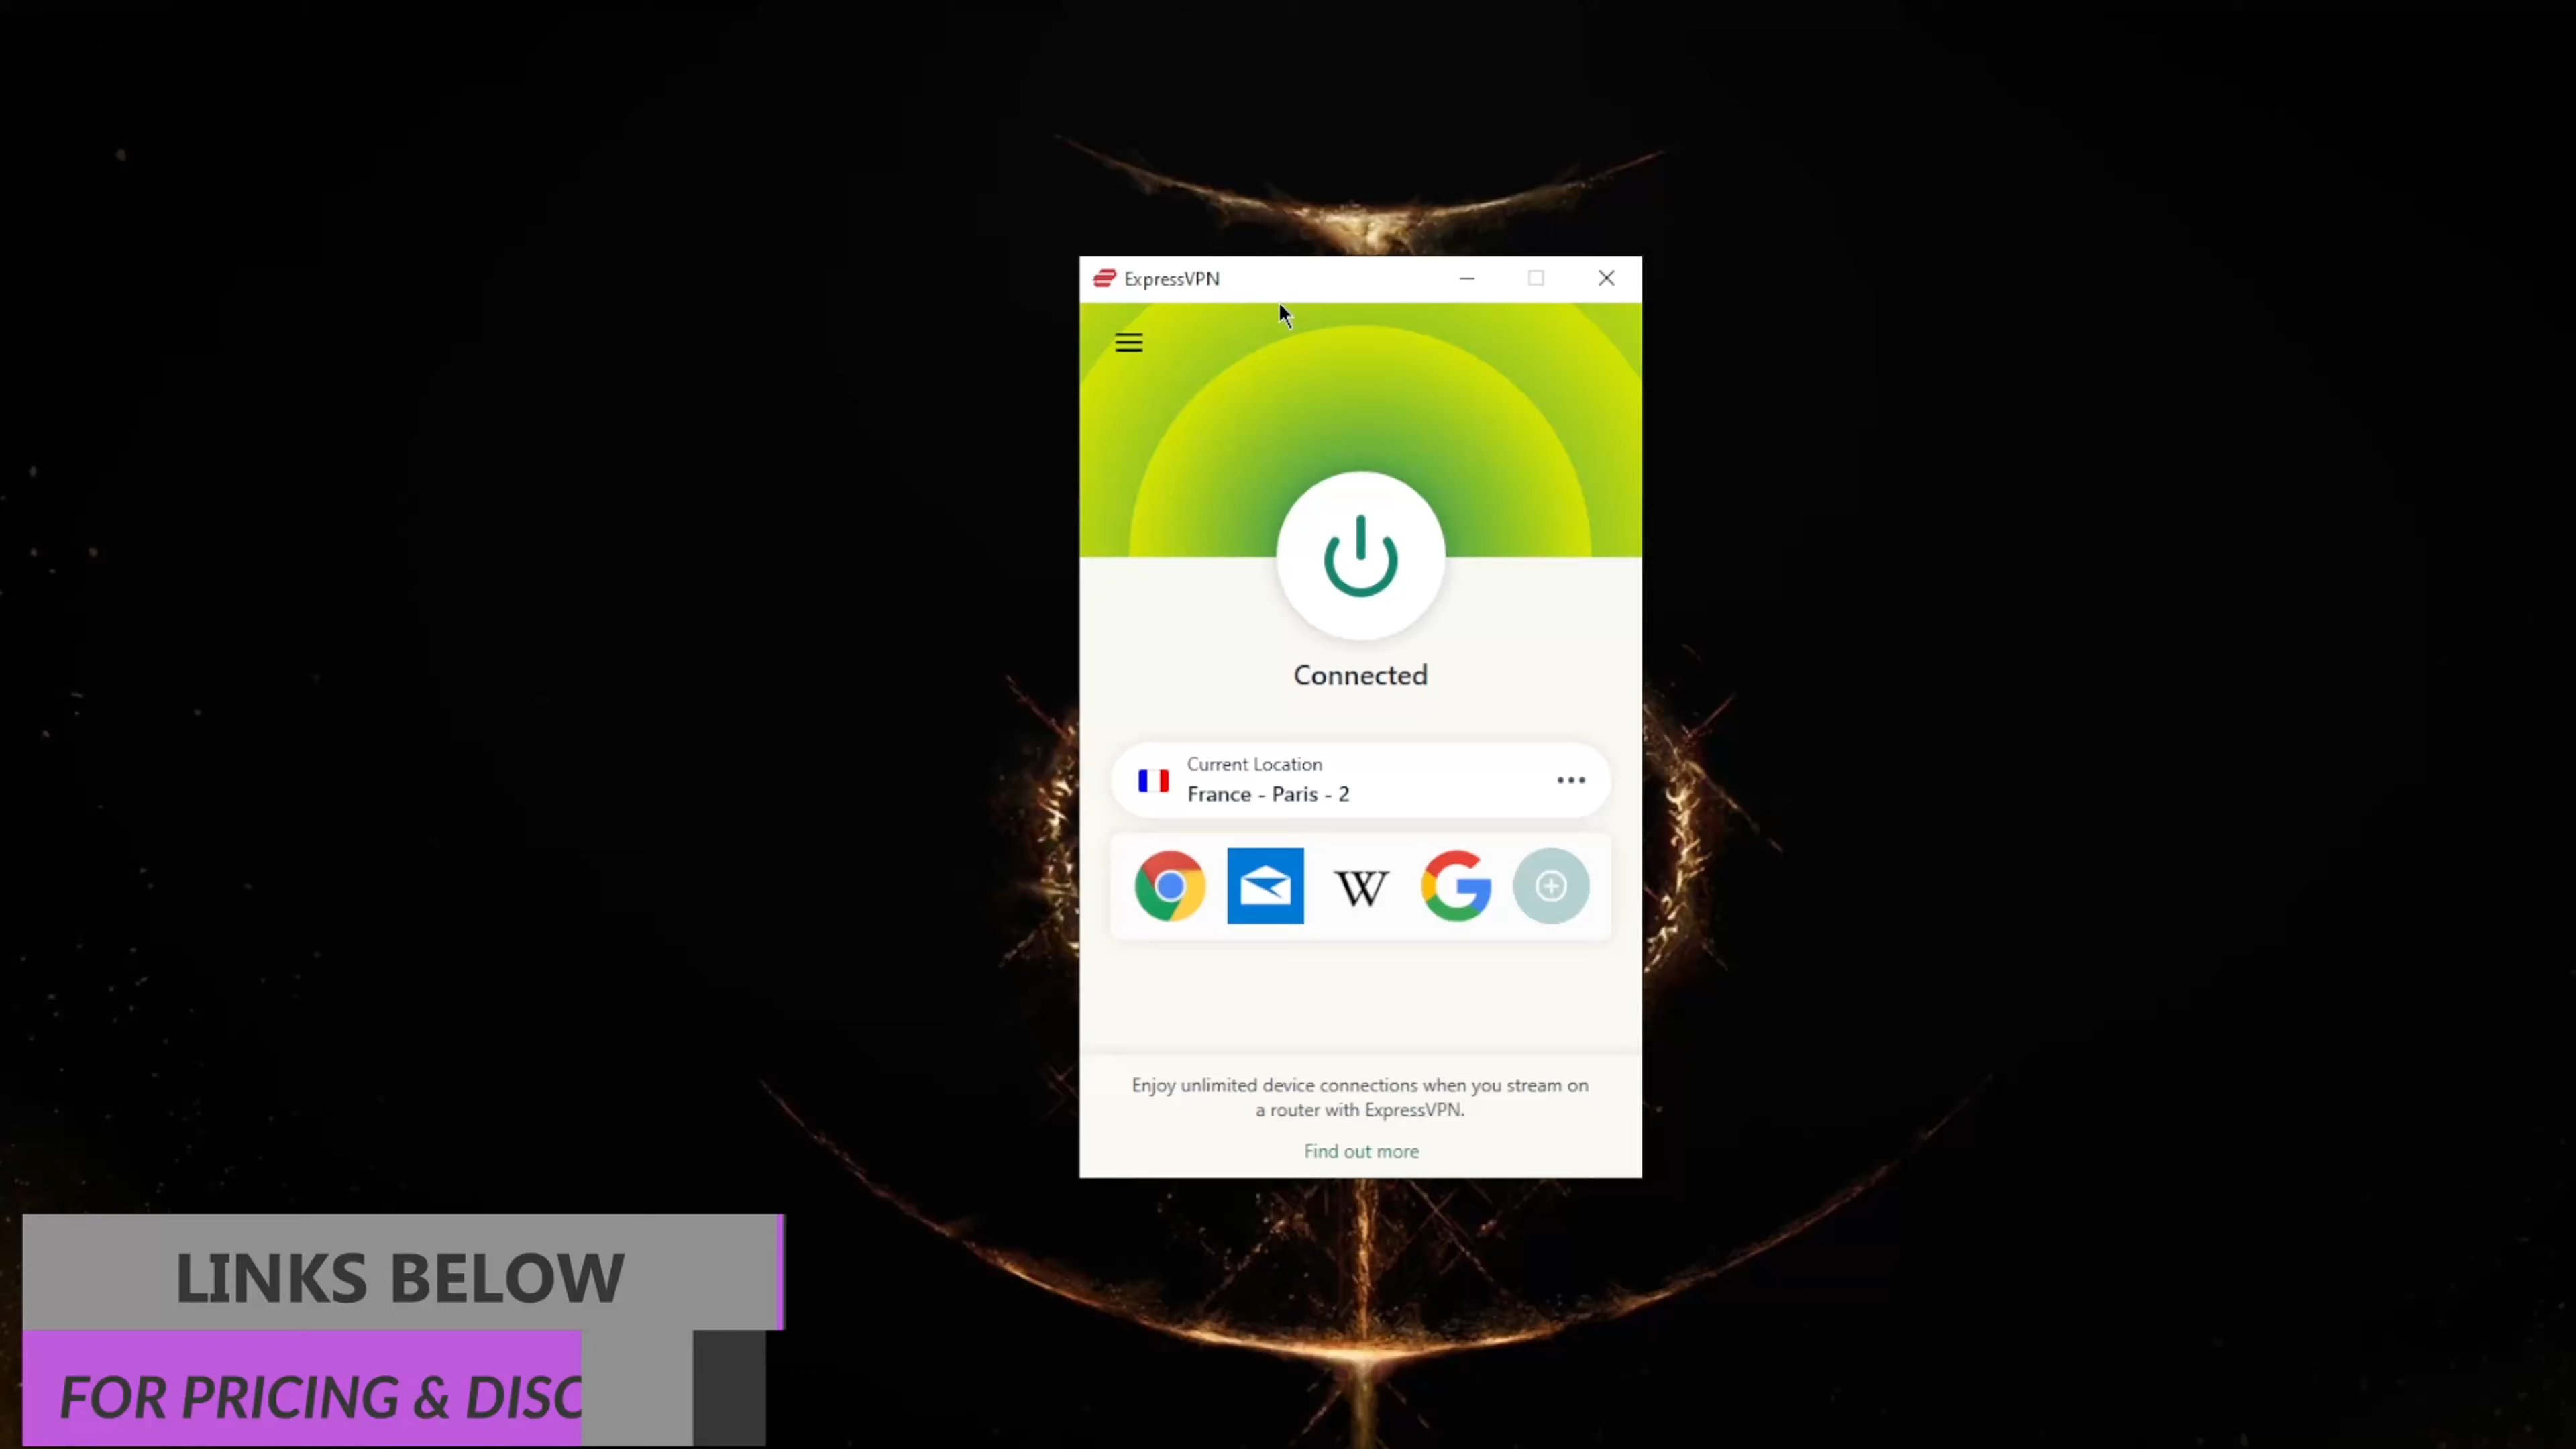 ExpressVPN
Connected
Current Location
France - Paris - 2
W
G
Enjoy unlimited device connections when you stream on
a router with ExpressVPN.
Find out more
LINKS BELOW
FOR PRICING & DISC